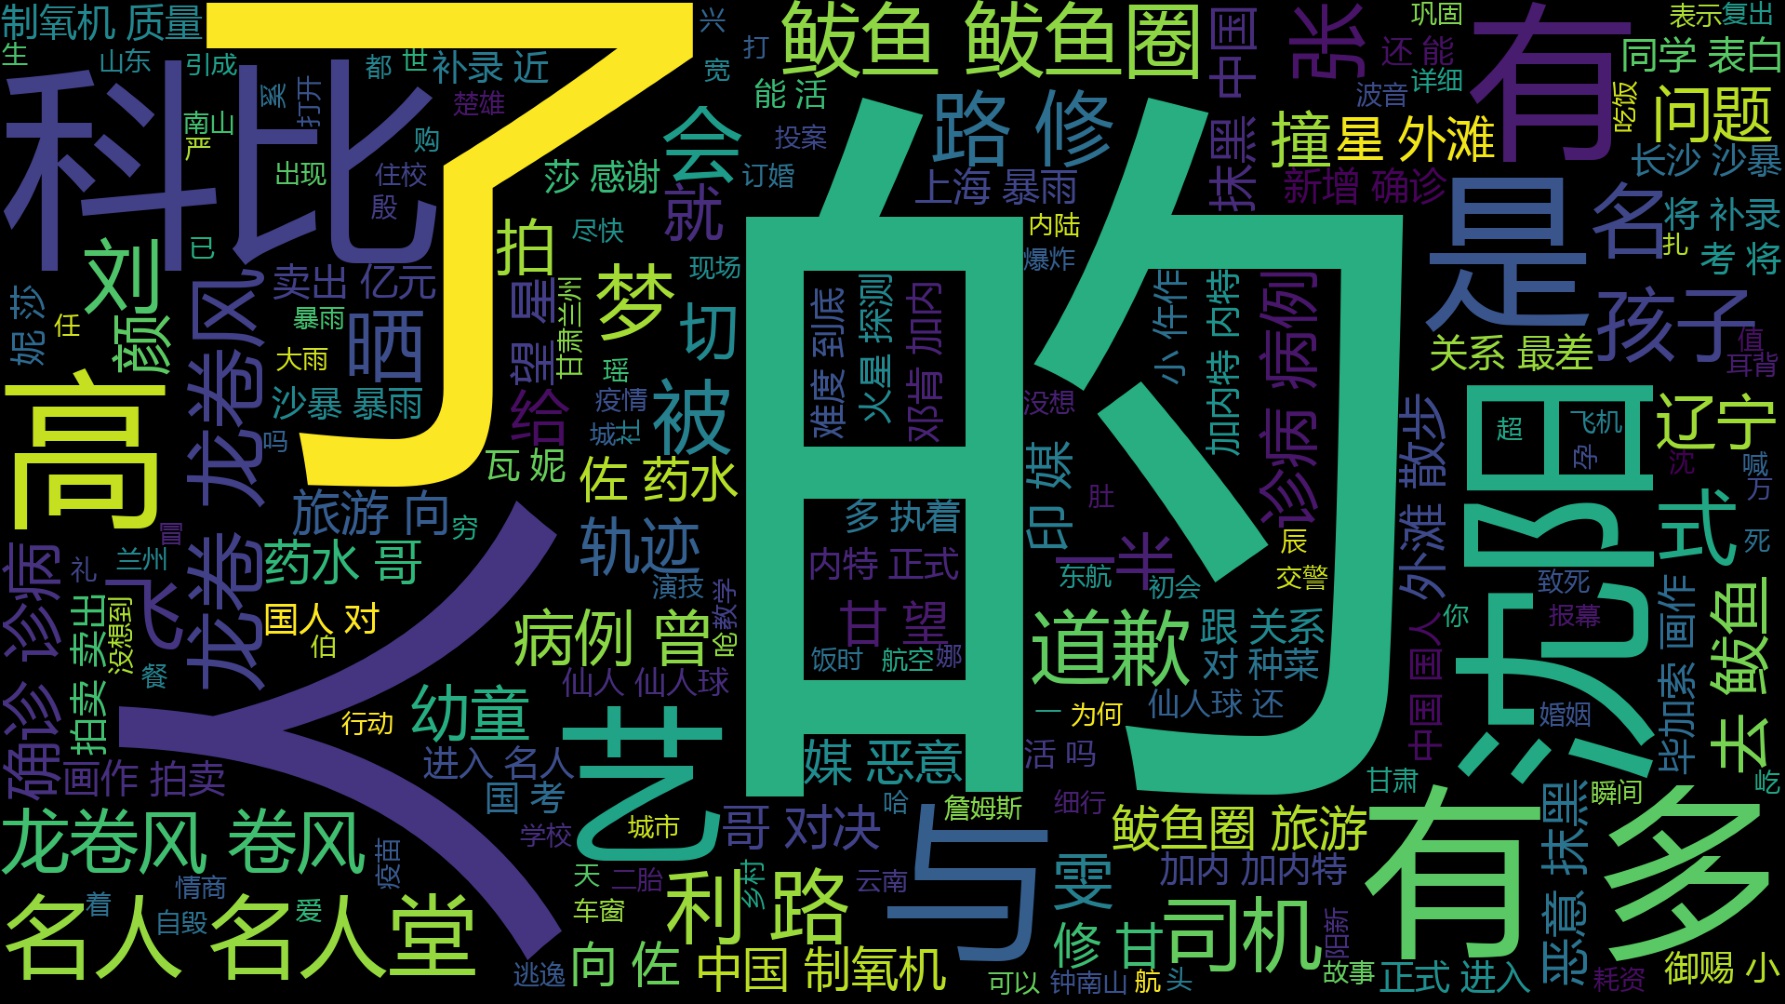 制氧机 质量
了
鲅鱼 鲅鱼圈
中国
张
巩固
有
表示
复出
生
山东
引成
都
世
补录 近
兴
打
宽
还 能
同学 表白
科比
奚
打开
楚雄
能 活
路 修
抹黑
波音
详细
吃饭
问题
南山
严
购
会
投案
撞
星 外滩
长沙 沙暴
出现
住校
殷
莎 感谢
就
订婚
上海 暴雨
新增 确诊
是
名
将 补录
刘
已
拍
尽快
的
内陆
扎
考 将
妮 莎
任
颜
龙卷风 龙卷
卖出 亿元
望 星
甘肃兰州
梦
现场
爆炸
难度 到底
火星 探测
邓肯 加内
小 作作
加内特 内特
诊病 病例
孩子
值
暴雨
晒
大雨
瑶
切
关系 最差
耳背
高
沙暴 暴雨
给
疫情
被
没想
外滩 散步
沈阳
超
飞机
辽宁
吗
城
社
瓦 妮
佐 药水
印 媒
孕
沈
喊
万
旅游 向
穷
多 执着
肚
冒
药水 哥
轨迹
一半
辰
式
死
确诊 诊病
礼
兰州
飞
人
内特 正式
东航
初会
交警
致死
拍卖 卖出
没想到
国人 对
演技
教学
甘 望
道歉
跟 关系
中国 国人
你
报幕
毕加索 画作
去 鲅鱼
伯
病例 曾
哈
饭时
航空
娜
对 种菜
餐
仙人 仙人球
仙人球 还
婚姻
画作 拍卖
行动
幼童
艺
一
为何
进入 名人
媒 恶意
活 吗
甘肃
屹
龙卷风 卷风
国 考
哈
詹姆斯
细行
有
恶意 抹黑
瞬间
多
疫苗
学校
城市
哥 对决
与
鲅鱼圈 旅游
情商
天
二胎
乡村
云南
雯
加内 加内特
名人 名人堂
着
自毁
爱
车窗
利 路
司机
阳新
逃逸
向 佐
中国 制氧机
可以
修 甘
钟南山
航
头
故事
正式 进入
耗资
御赐 小